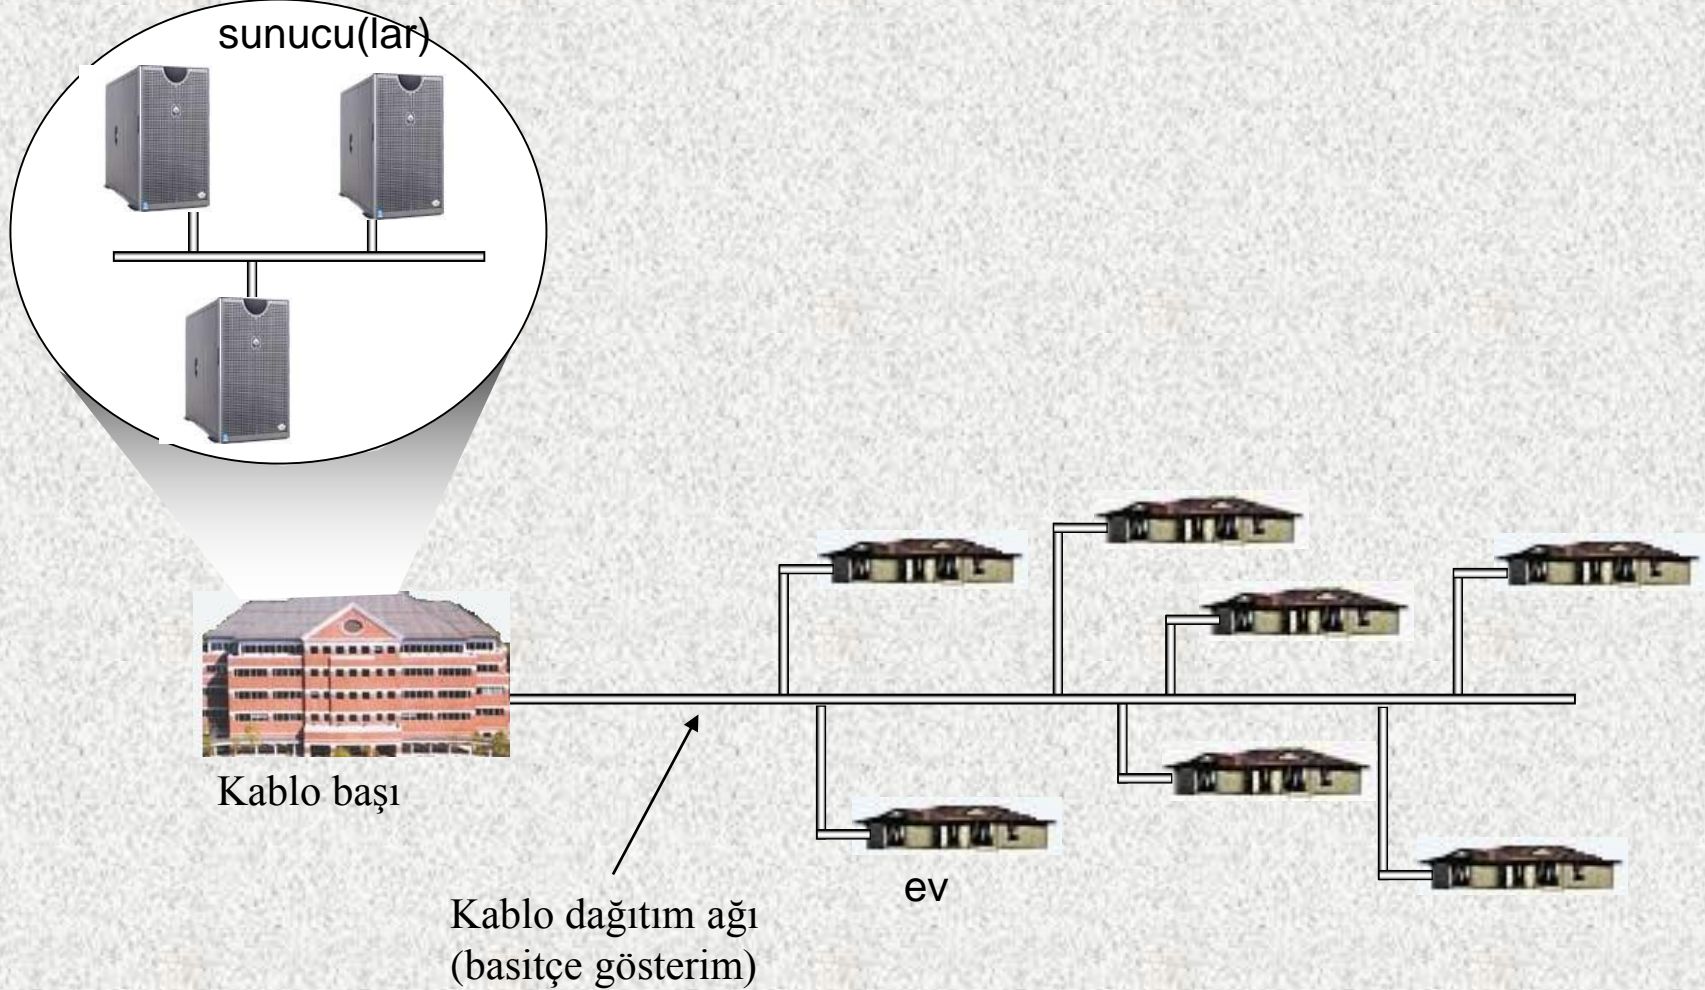 sunucu(lar)
Kablo başı
ev
Kablo dağıtım ağı
(basitçe gösterim)